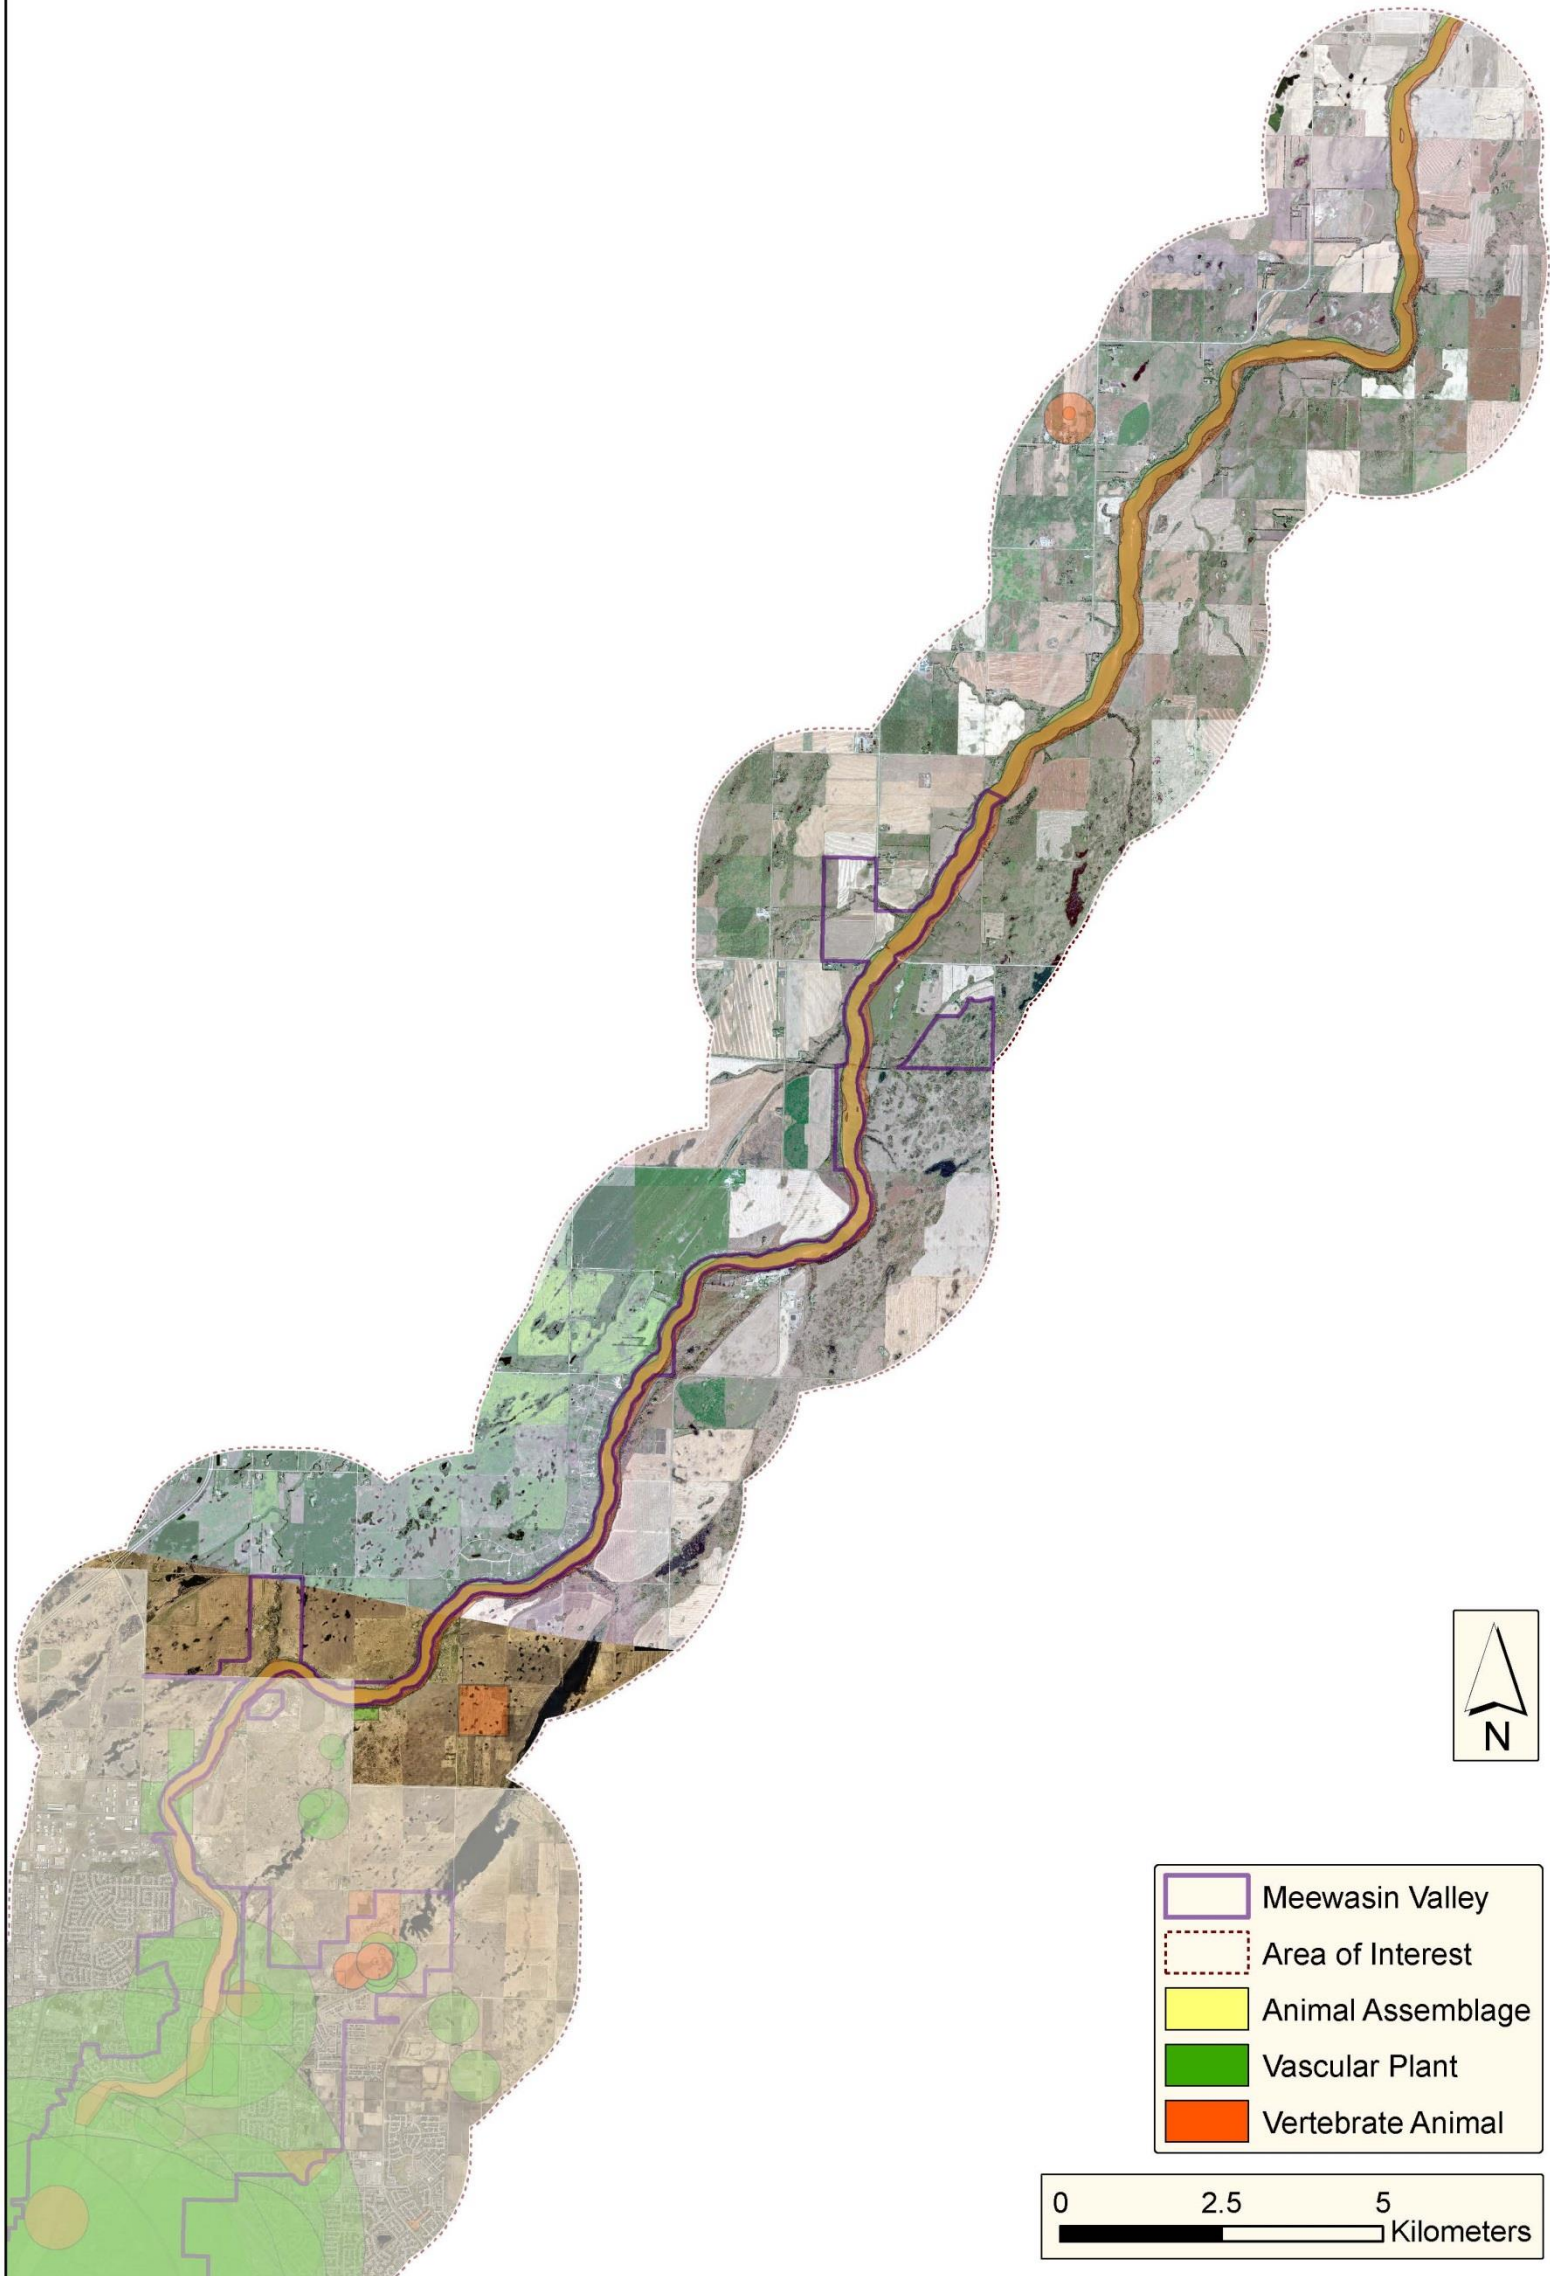 N
Meewasin Valley
Area of Interest
Animal Assemblage
Vascular Plant
Vertebrate Animal
0 2.5 5
Kilometers